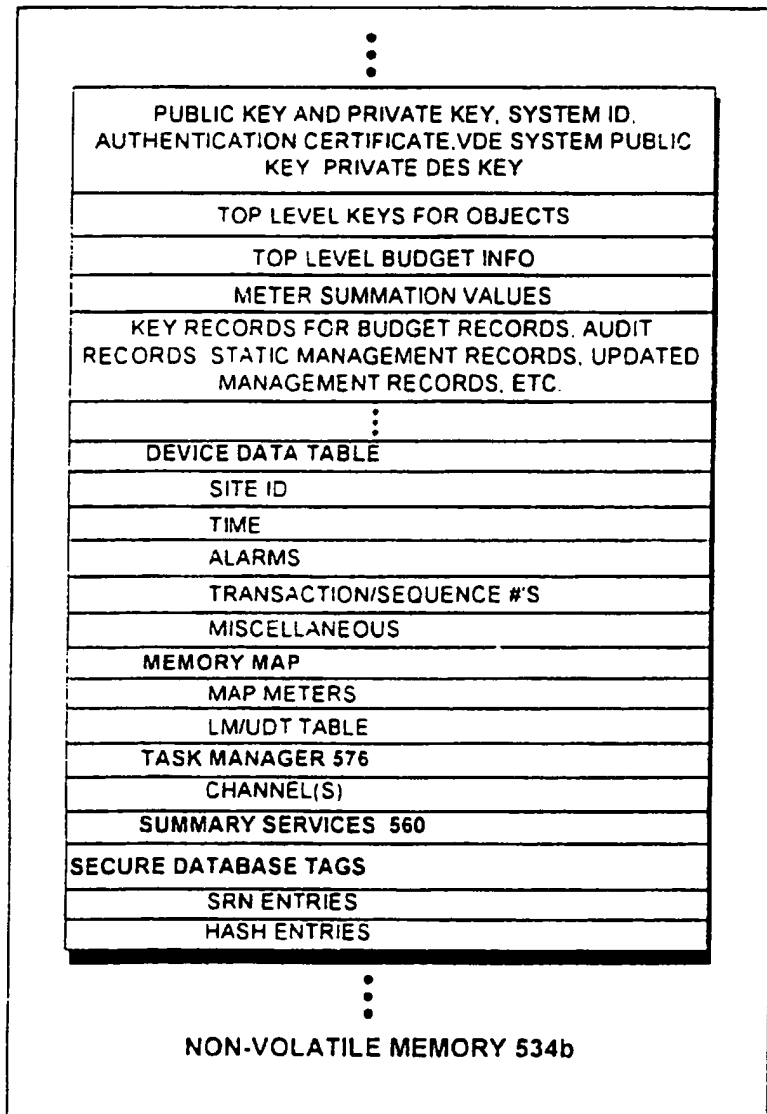 PUBLIC KEY AND PRIVATE KEY, SYSTEM ID,
AUTHENTICATION CERTIFICATE,VDE SYSTEM PUBLIC
KEY PRIVATE DES KEY
TOP LEVEL KEYS FOR OBJECTS
TOP LEVEL BUDGET INFO
METER SUMMATION VALUES
KEY RECORDS FOR BUDGET RECORDS, AUDIT
RECORDS STATIC MANAGEMENT RECORDS, UPDATED
MANAGEMENT RECORDS, ETC.
DEVICE DATA TABLE
SITE ID
TIME
ALARMS
TRANSACTION/SEQUENCE #'S
MISCELLANEOUS
MEMORY MAP
MAP METERS
LM/UDT TABLE
TASK MANAGER 576
CHANNEL(S)
SUMMARY SERVICES 560
SECURE DATABASE TAGS
SRN ENTRIES
HASH ENTRIES
NON-VOLATILE MEMORY 534b